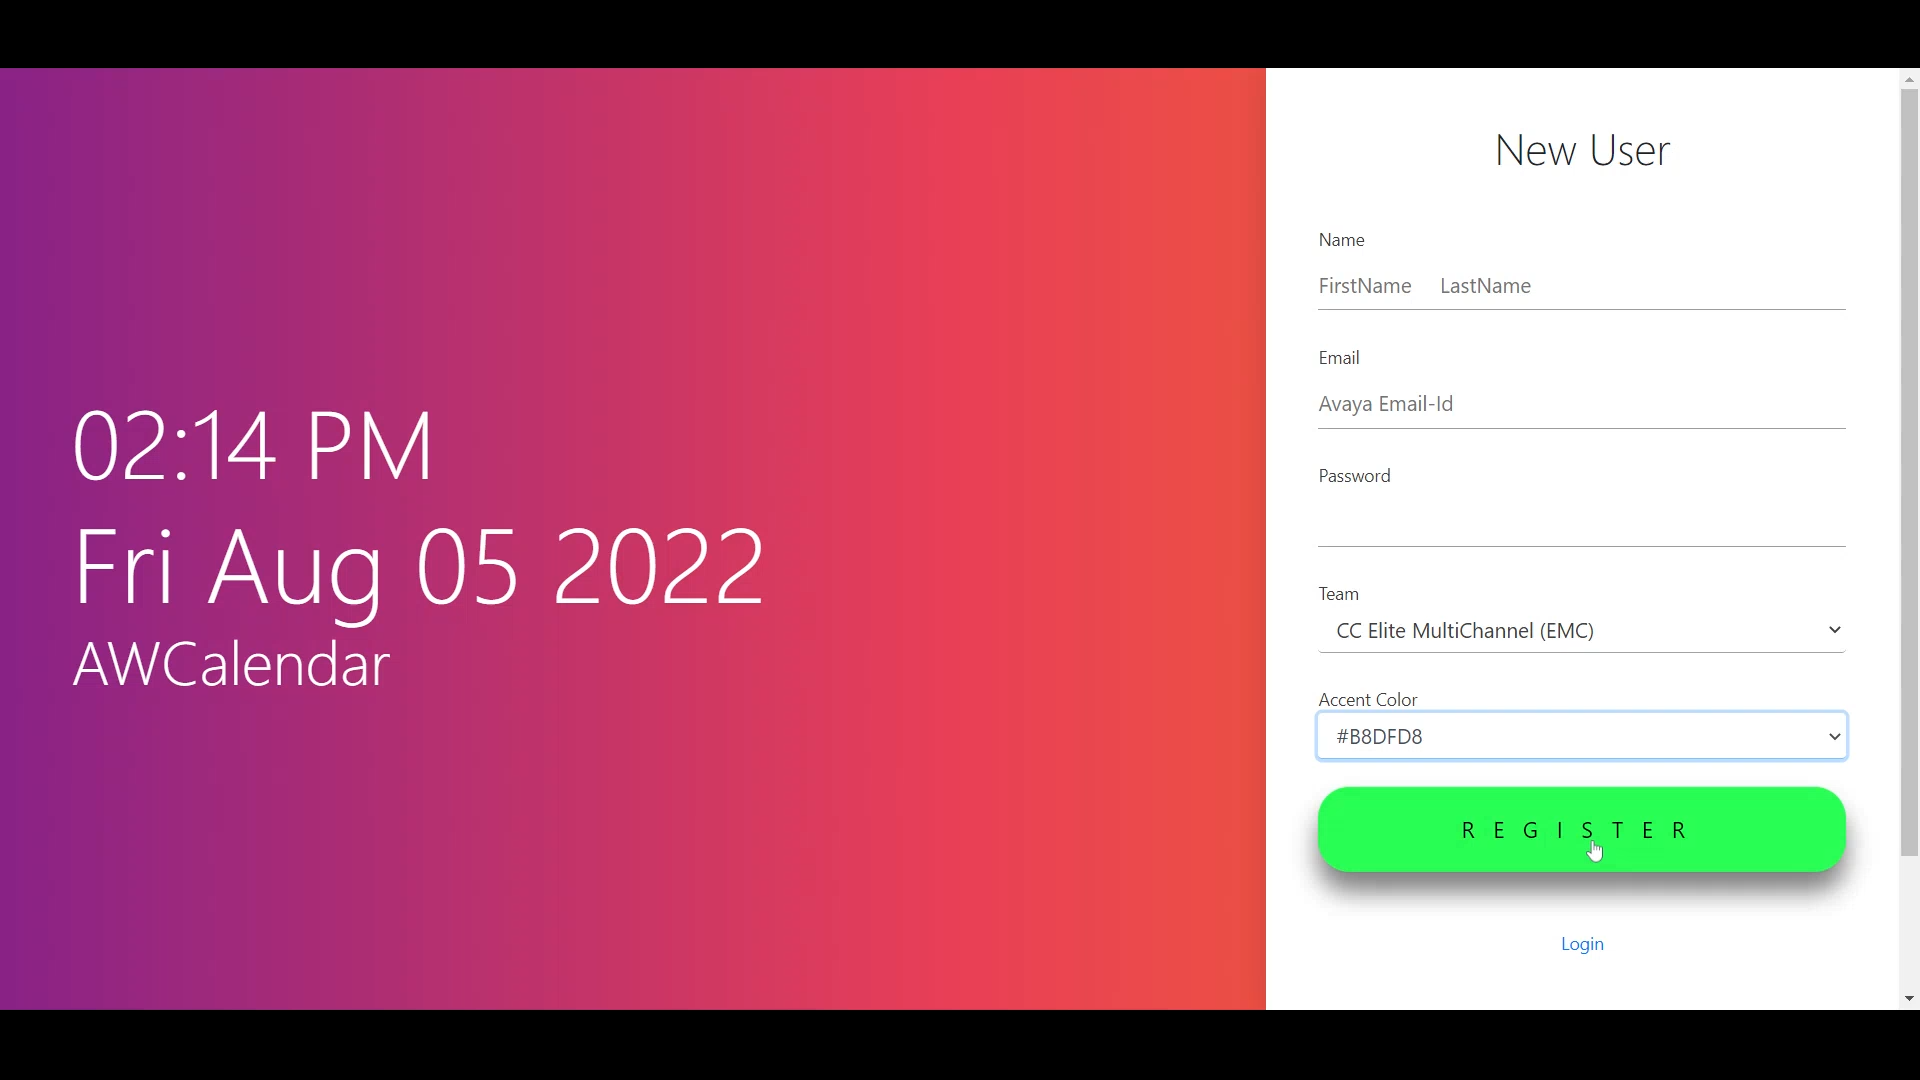 02:14 PM
Fri Aug 05 2022
AWCalendar
New User
Name
FirstName LastName
Email
Avaya Email-Id
Password
Team
CC Elite MultiChannel (EMC)
Accent Color
#B8DFD8
REGISTER
Login